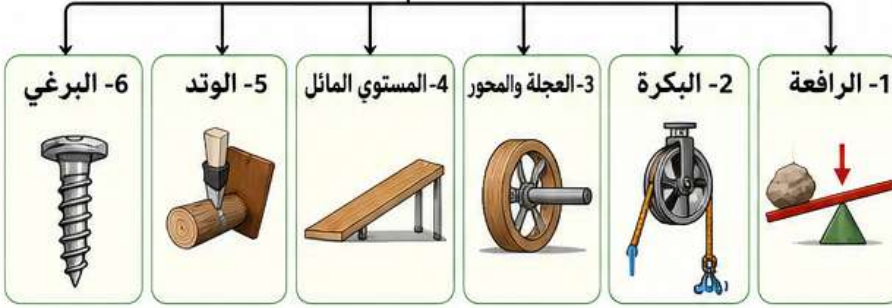 1- الرافعة
2- البكرة
3-العجلة والمحور
4-المستوي المائل
5- الوتد
6- البرغي